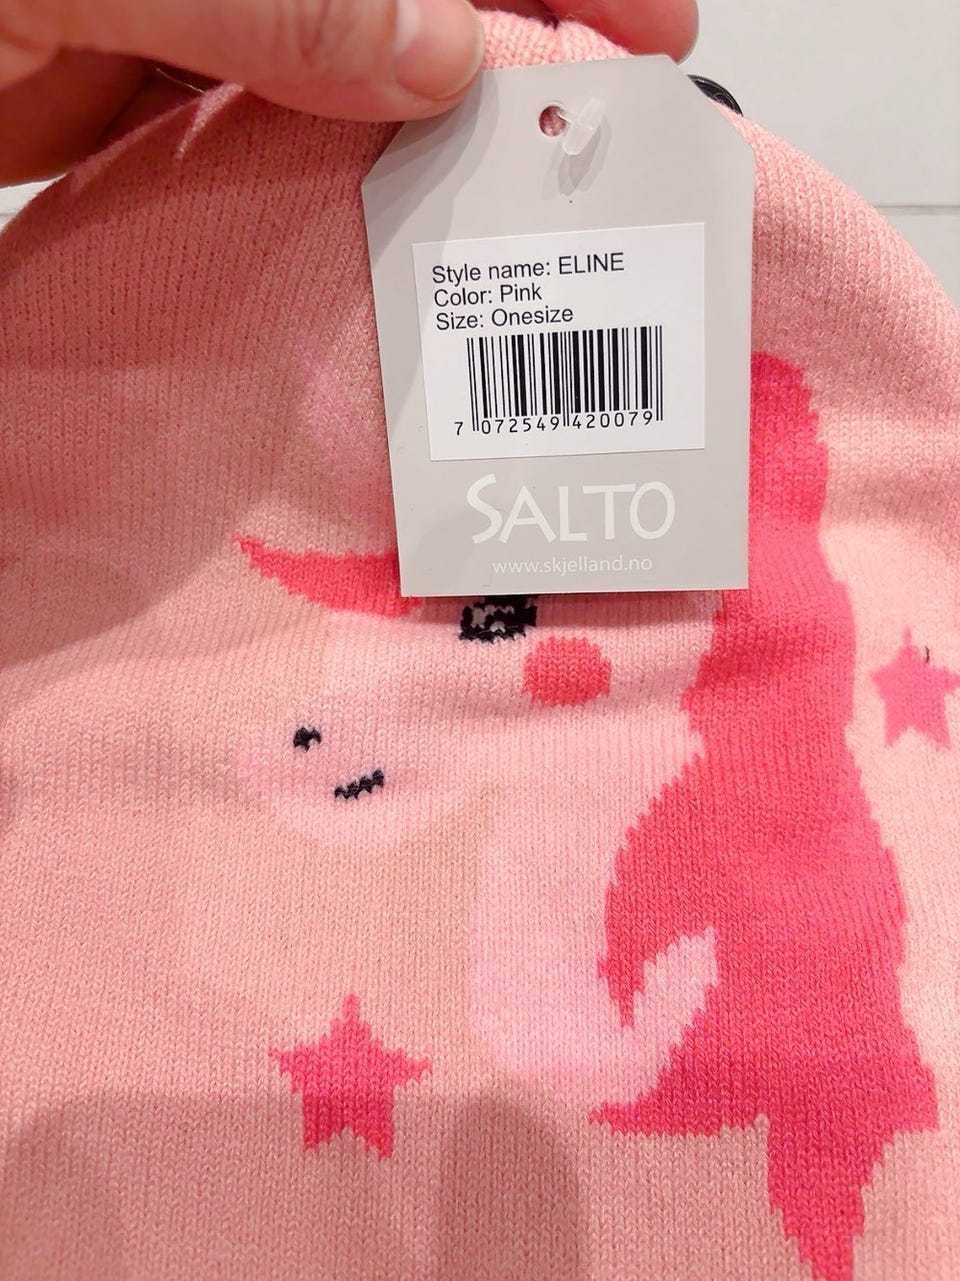 Style name: ELINE
Color: Pink
Size: Onesize
7 072549 420079
SALTO
www.skjelland.no